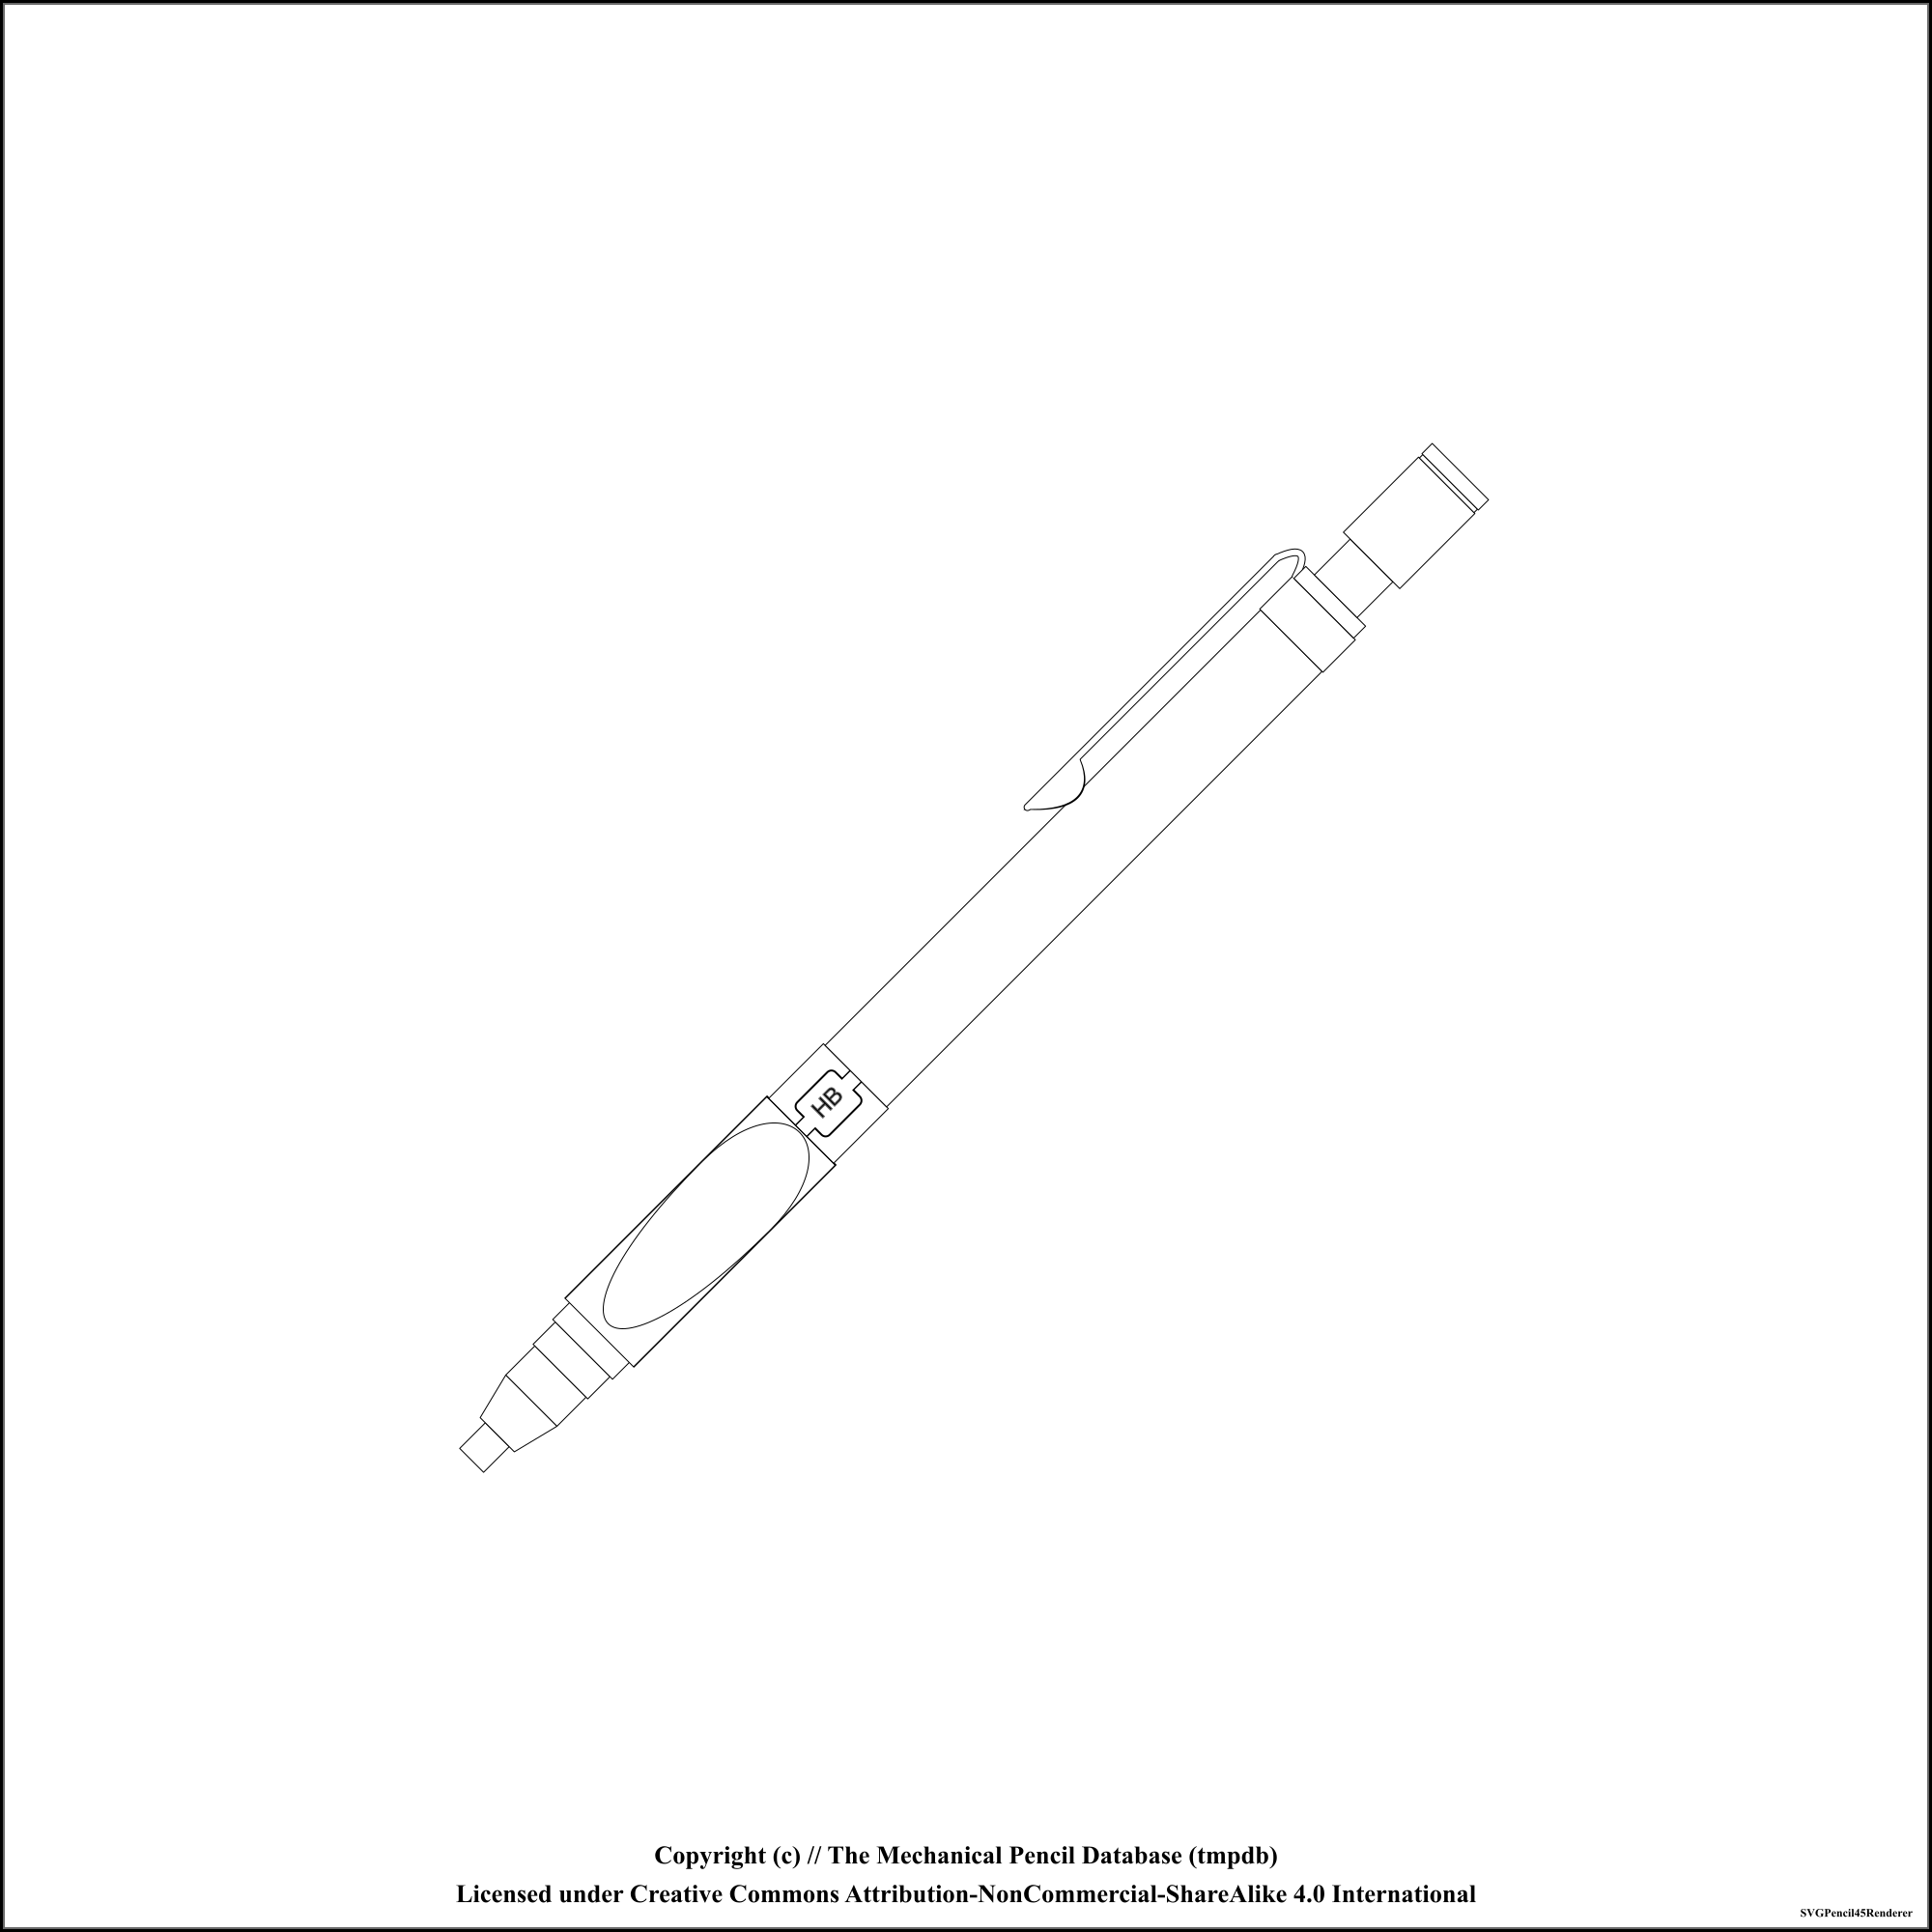 HB
Copyright (c) // The Mechanical Pencil Database (tmpdb)
Licensed under Creative Commons Attribution-NonCommercial-ShareAlike 4.0 International
SVGPencil45Renderer